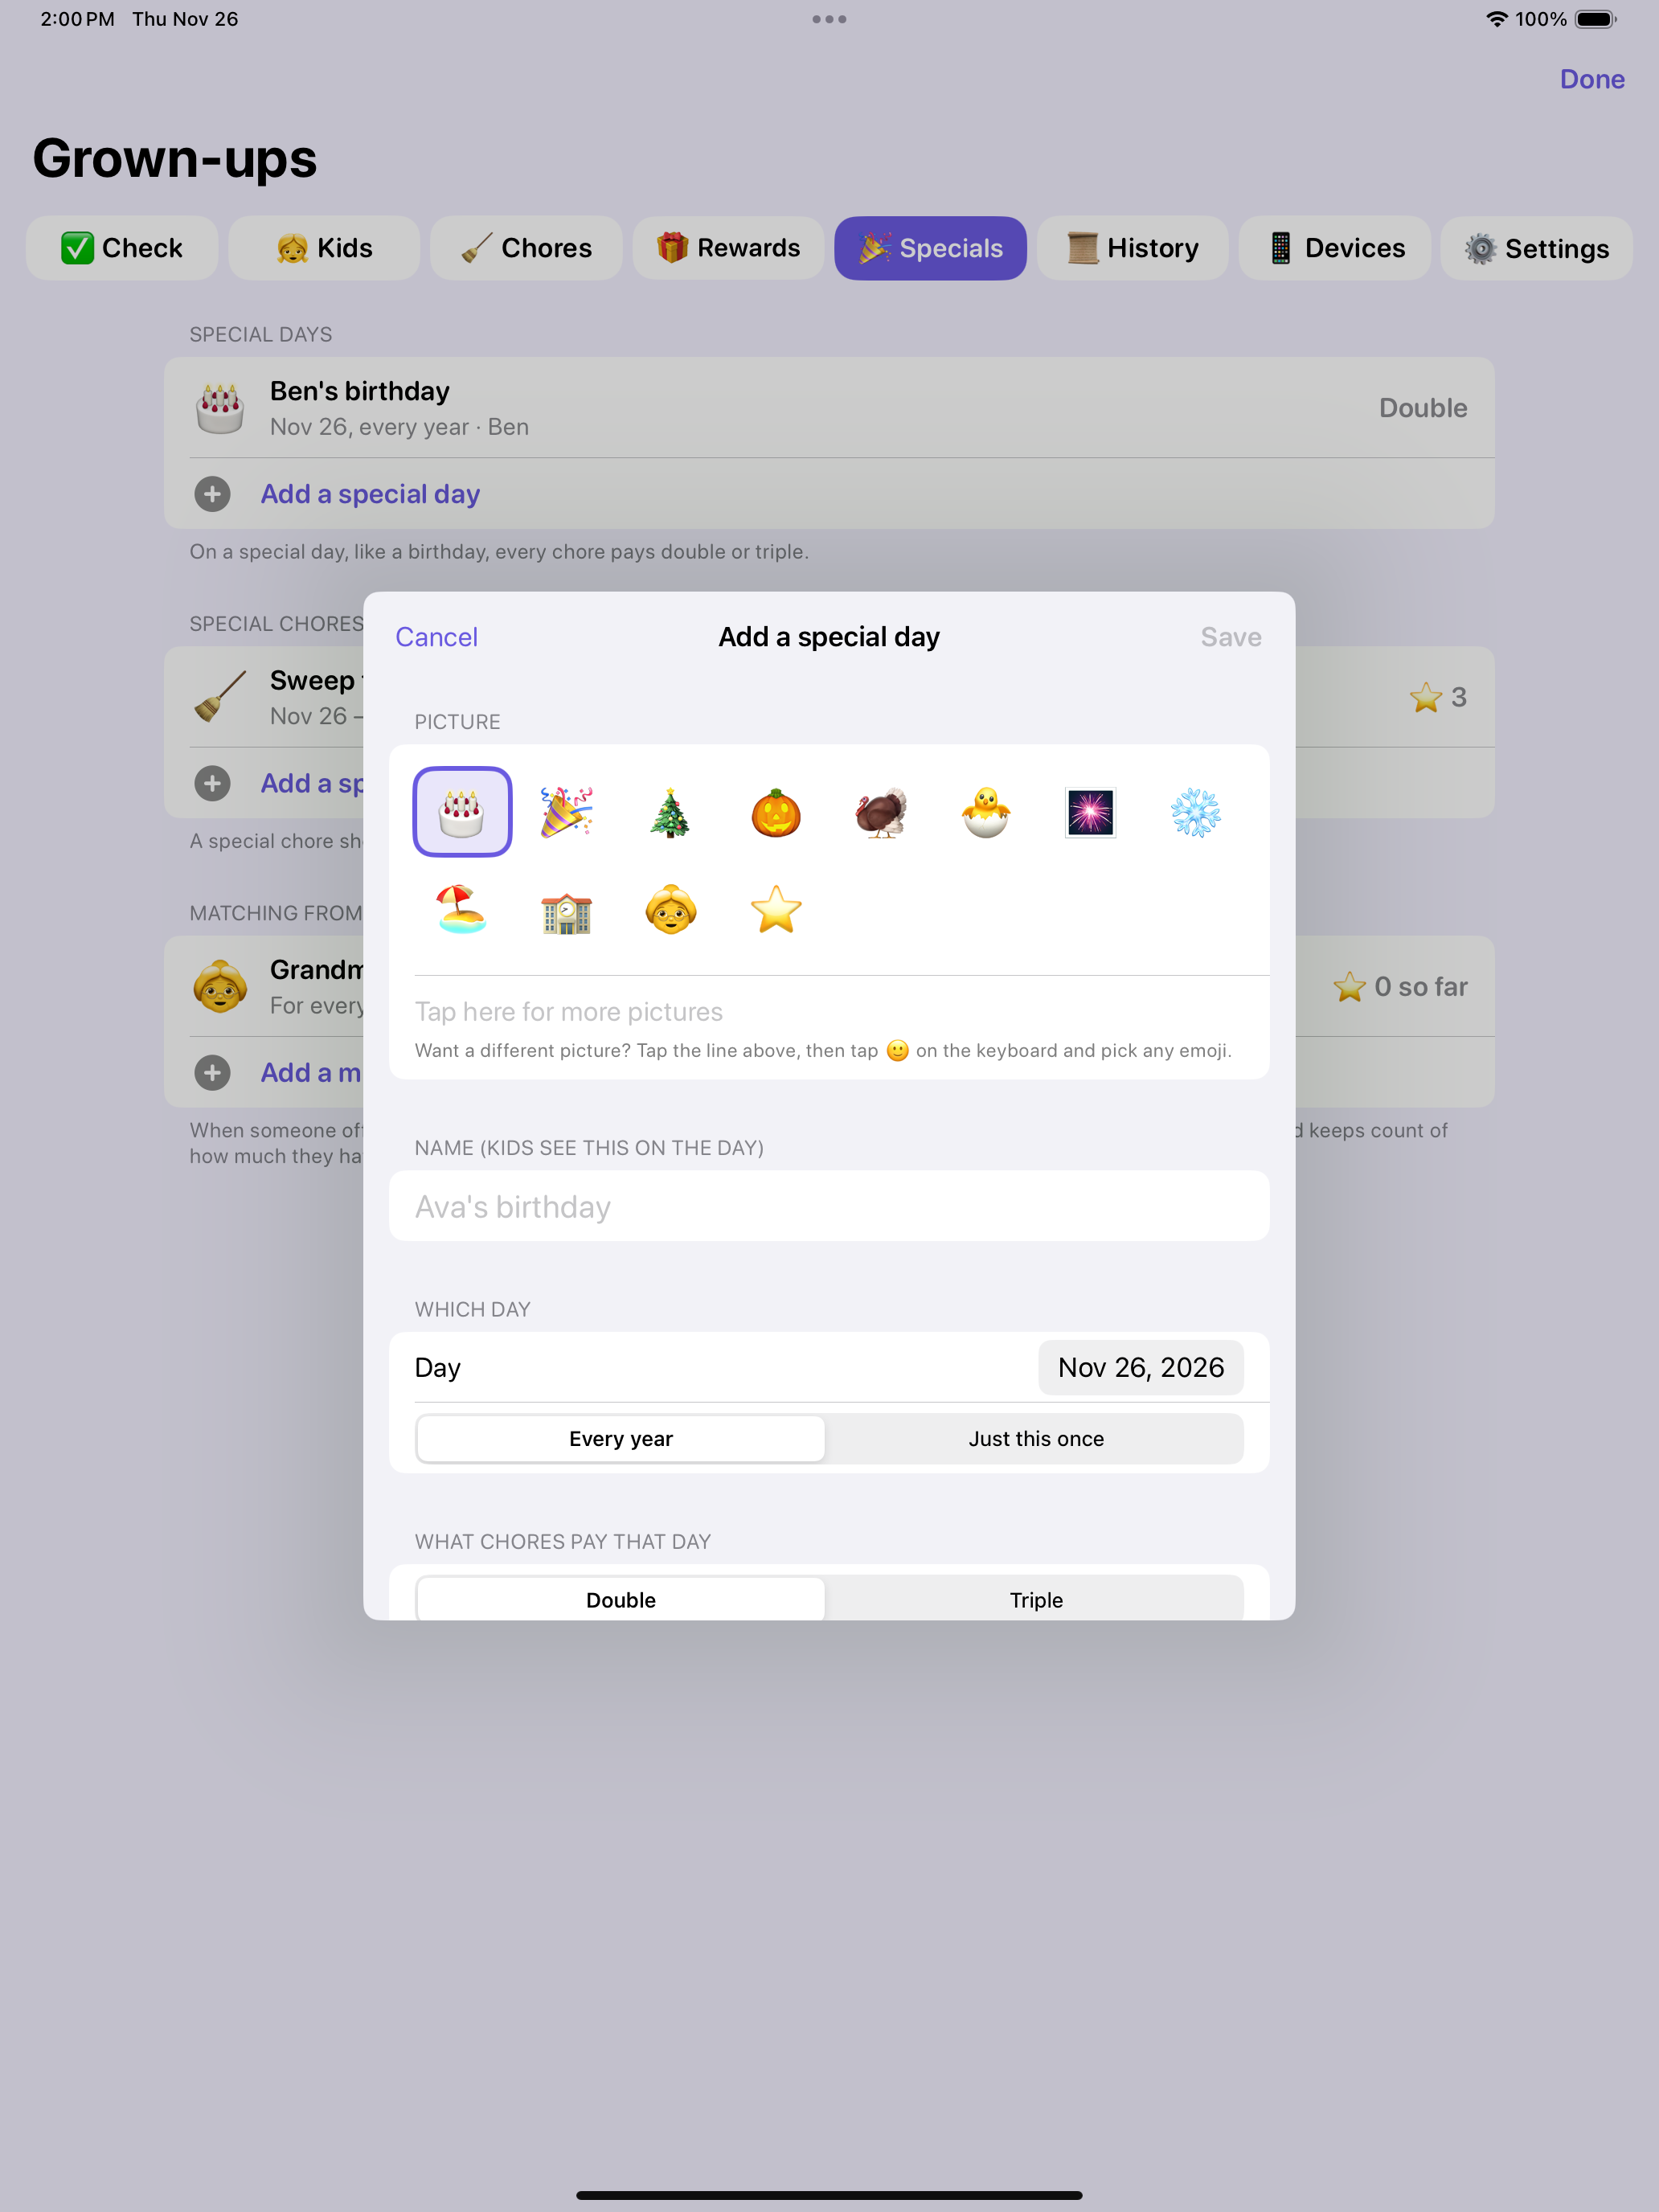 2:00 PM Thu Nov 26
100%
Done
Grown-ups
Check
Kids
Chores
Rewards
Specials
History
Devices
Settings
SPECIAL DAYS
Ben's birthday
Nov 26, every year · Ben
Double
Add a special day
On a special day, like a birthday, every chore pays double or triple.
SPECIAL CHORES
Sweep
Nov 26 –
3
Add a sp
A special chore sh
MATCHING FROM
Grandm
For every
0 so far
Add a m
When someone of
d keeps count of
how much they ha
Cancel
Add a special day
Save
PICTURE
Tap here for more pictures
Want a different picture? Tap the line above, then tap 🙂 on the keyboard and pick any emoji.
NAME (KIDS SEE THIS ON THE DAY)
Ava's birthday
WHICH DAY
Day
Nov 26, 2026
Every year
Just this once
WHAT CHORES PAY THAT DAY
Double
Triple